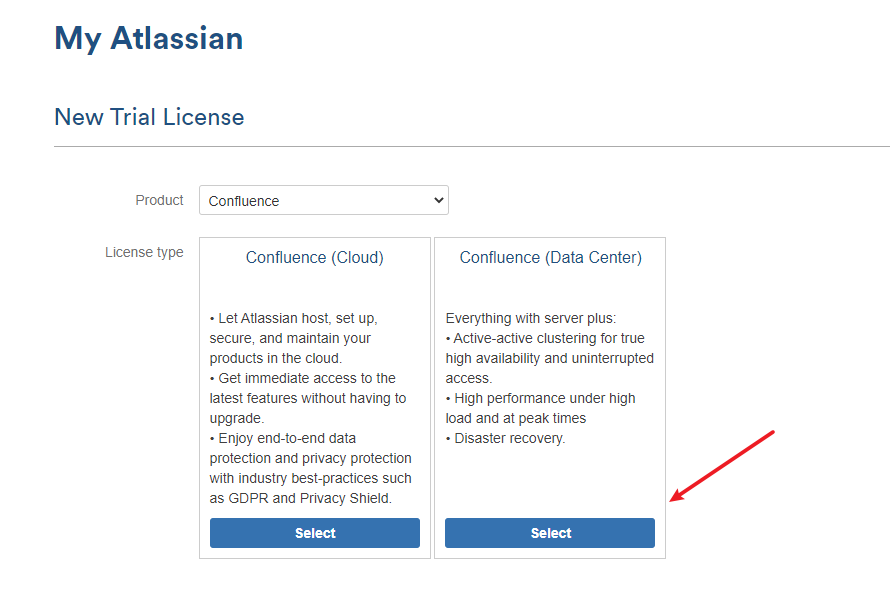 My Atlassian
New Trial License
Product
Confluence
License type
Confluence (Cloud)
• Let Atlassian host, set up,
secure, and maintain your
products in the cloud.
• Get immediate access to the
latest features without having to
upgrade.
• Enjoy end-to-end data
protection and privacy protection
with industry best-practices such
as GDPR and Privacy Shield.
Select
Confluence (Data Center)
Everything with server plus:
• Active-active clustering for true
high availability and uninterrupted
access.
• High performance under high
load and at peak times
• Disaster recovery.
Select